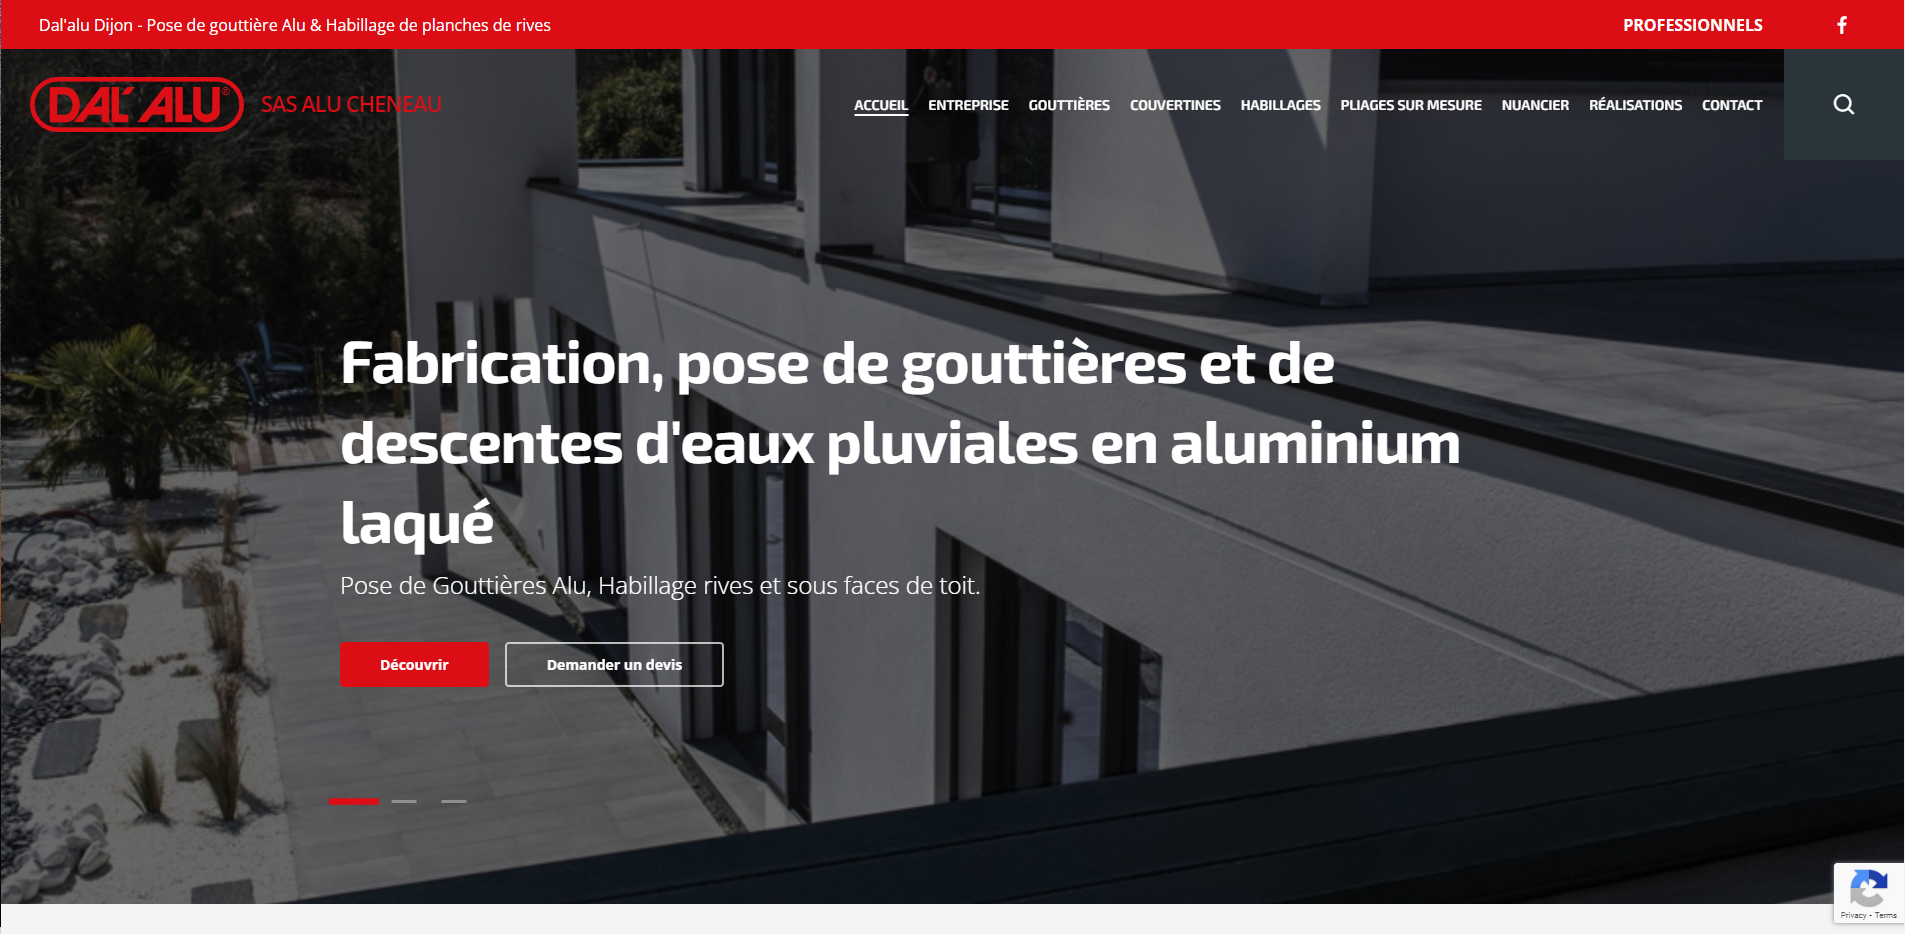 Dal'alu Dijon - Pose de gouttière Alu & Habillage de planches de rives
PROFESSIONNELS
DAL'ALU®
SAS ALU CHENEAU
ACCUEIL ENTREPRISE GOUTTIÈRES COUVERTINES HABILLAGES PLIAGES SUR MESURE NUANCIER RÉALISATIONS CONTACT
Fabrication, pose de gouttières et de
descentes d'eaux pluviales en aluminium
laqué
Pose de Gouttières Alu, Habillage rives et sous faces de toit.
Découvrir
Demander un devis
Privacy - Terms